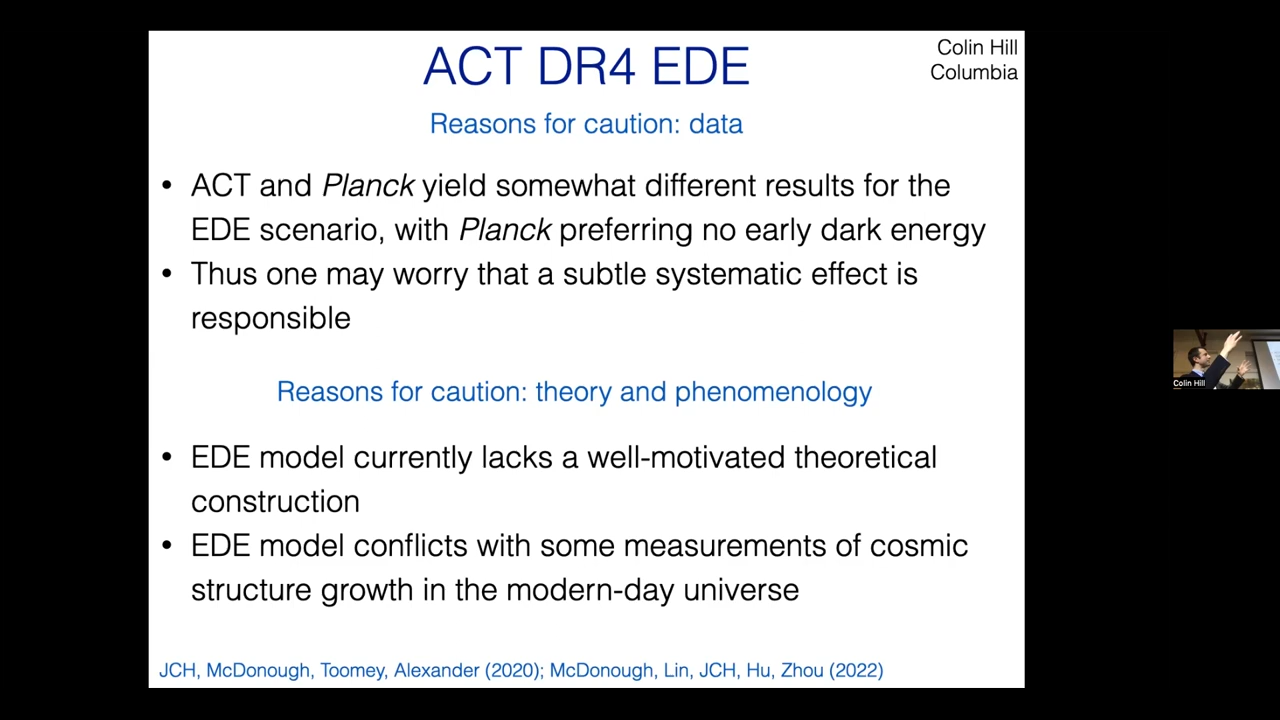 ACT DR4 EDE
Colin Hill
Columbia
Reasons for caution: data
• ACT and Planck yield somewhat different results for the
EDE scenario, with Planck preferring no early dark energy
• Thus one may worry that a subtle systematic effect is
responsible
Reasons for caution: theory and phenomenology
• EDE model currently lacks a well-motivated theoretical
construction
• EDE model conflicts with some measurements of cosmic
structure growth in the modern-day universe
JCH, McDonough, Toomey, Alexander (2020); McDonough, Lin, JCH, Hu, Zhou (2022)
Colin Hill